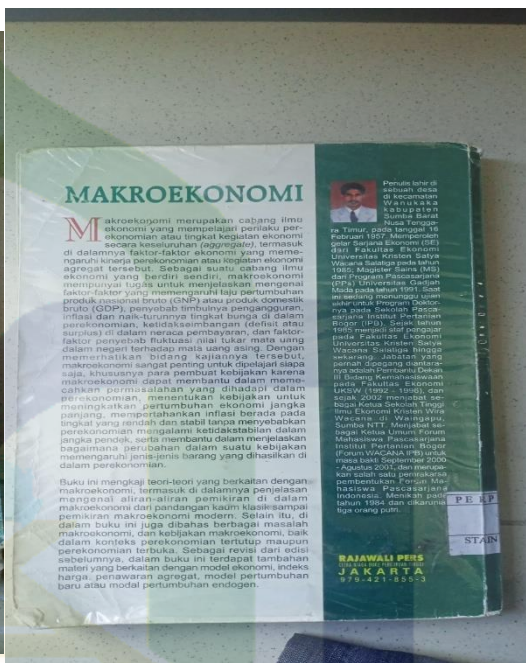 MAKROEKONOMI
Makroekonomi merupakan cabang ilmu
ekonomi yang mempelajari perilaku per-
ekonomian atau tingkat kegiatan ekonomi
secara keseluruhan (aggregate), termasuk
di dalamnya faktor-faktor ekonomi yang meme-
ngaruhi kinerja perekonomian atau kegiatan ekonomi
agregat tersebut. Sebagai suatu cabang ilmu
ekonomi yang berdiri sendiri, makroekonomi
mempunyai tugas untuk menjelaskan mengenai
faktor-faktor yang memengaruhi laju pertumbuhan
produk nasional bruto (GNP) atau produk domestik
bruto (GDP), penyebab timbulnya pengangguran,
inflasi dan naik-turunnya tingkat bunga di dalam
perekonomian, ketidakseimbangan (defisit atau
surplus) di dalam neraca pembayaran, dan faktor-
faktor penyebab fluktuasi nilai tukar mata uang
dalam negeri terhadap mata uang asing. Dengan
memerhatikan bidang kajiannya tersebut,
makroekonomi sangat penting untuk dipelajari siapa
saja, khususnya para pembuat kebijakan karena
makroekonomi dapat membantu dalam meme-
cahkan permasalahan yang dihadapi dalam
perekonomian, menentukan kebijakan untuk
meningkatkan pertumbuhan ekonomi jangka
panjang, mempertahankan inflasi berada pada
tingkat yang rendah dan stabil tanpa menyebabkan
perekonomian mengalami ketidakstabilan dalam
jangka pendek, serta membantu dalam menjelaskan
bagaimana perubahan dalam suatu kebijakan
memengaruhi jenis-jenis barang yang dihasilkan di
dalam perekonomian.
Buku ini mengkaji teori-teori yang berkaitan dengan
makroekonomi, termasuk di dalamnya penjelasan
mengenai aliran-aliran pemikiran di dalam
makroekonomi dari pandangan kaum klasik sampai
pemikiran makroekonomi modern. Selain itu, di
dalam buku ini juga dibahas berbagai masalah
makroekonomi, dan kebijakan makroekonomi, baik
dalam konteks perekonomian tertutup maupun
perekonomian terbuka. Sebagai revisi dari edisi
sebelumnya, dalam buku ini terdapat tambahan
materi yang berkaitan dengan model ekonomi, indeks
harga, penawaran agregat, model pertumbuhan
baru atau modal pertumbuhan endogen.
Penulis lahir di
sebuah desa
di kecamatan
Wanukaka
kabupaten
Sumba Barat
Nusa Tengga-
ra Timur, pada tanggal 16
Februari 1957. Memperoleh
gelar Sarjana Ekonomi (SE)
dari Fakultas Ekonomi
Universitas Kristen Satya
Wacana Salatiga pada tahun
1985; Magister Sains (MS)
dari Program Pascasarjana
(PPs) Universitas Gadjah
Mada pada tahun 1991. Saat
ini sedang menunggu ujian
akhir untuk Program Doktor-
nya pada Sekolah Pasca-
sarjana Institut Pertanian
Bogor (IPB). Sejak tahun
1985 menjadi staf pengajar
pada Fakultas Ekonomi
Universitas Kristen Satya
Wacana Salatiga hingga
sekarang. Jabatan yang
pernah dipegang diantara-
nya adalah Pembantu Dekan
III Bidang Kemahasiswaan
pada Fakultas Ekonomi
UKSW (1992 - 1996), dan
sejak 2002 menjabat se-
bagai Ketua Sekolah Tinggi
Ilmu Ekonomi Kristen Wira
Wacana di Waingapu,
Sumba NTT. Menjabat se-
bagai Ketua Umum Forum
Mahasiswa Pascasarjana
Institut Pertanian Bogor
(Forum WACANA IPB) untuk
masa bakti September 2000
- Agustus 2001, dan merupa-
kan salah satu pemrakarsa
pembentukan Forum Ma-
hasiswa Pascasarjana
Indonesia. Menikah pada
tahun 1984 dan dikarunia
tiga orang putri.
PERP
STAIN
RAJAWALI PERS
JAKARTA
979-421-855-3